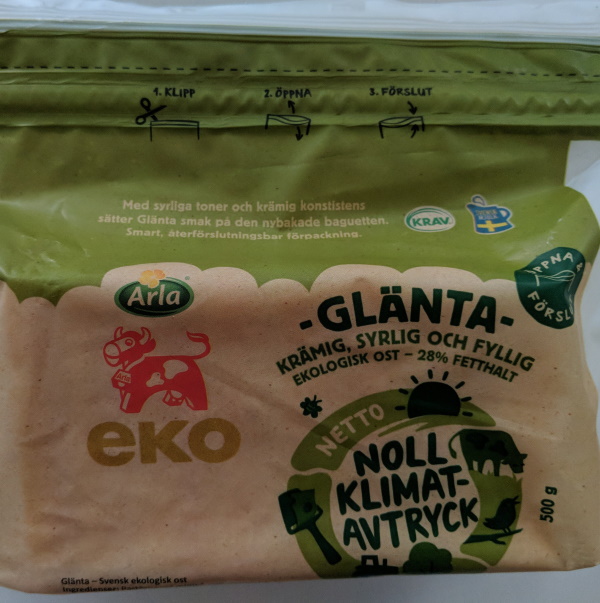 1. KLIPP
2. ÖPPNA
3. FÖRSLUT
Med syrliga toner och krämig konstistens
sätter Glänta smak på den nybakade baguetten.
Smart, återförslutningsbar förpackning.
KRAV
Arla
eko
-GLÄNTA-
KRÄMIG, SYRLIG OCH FYLLIG
EKOLOGISK OST – 28% FETTHALT
NETTO
NOLL
KLIMAT-
AVTRYCK
500 g
Glänta – Svensk ekologisk ost